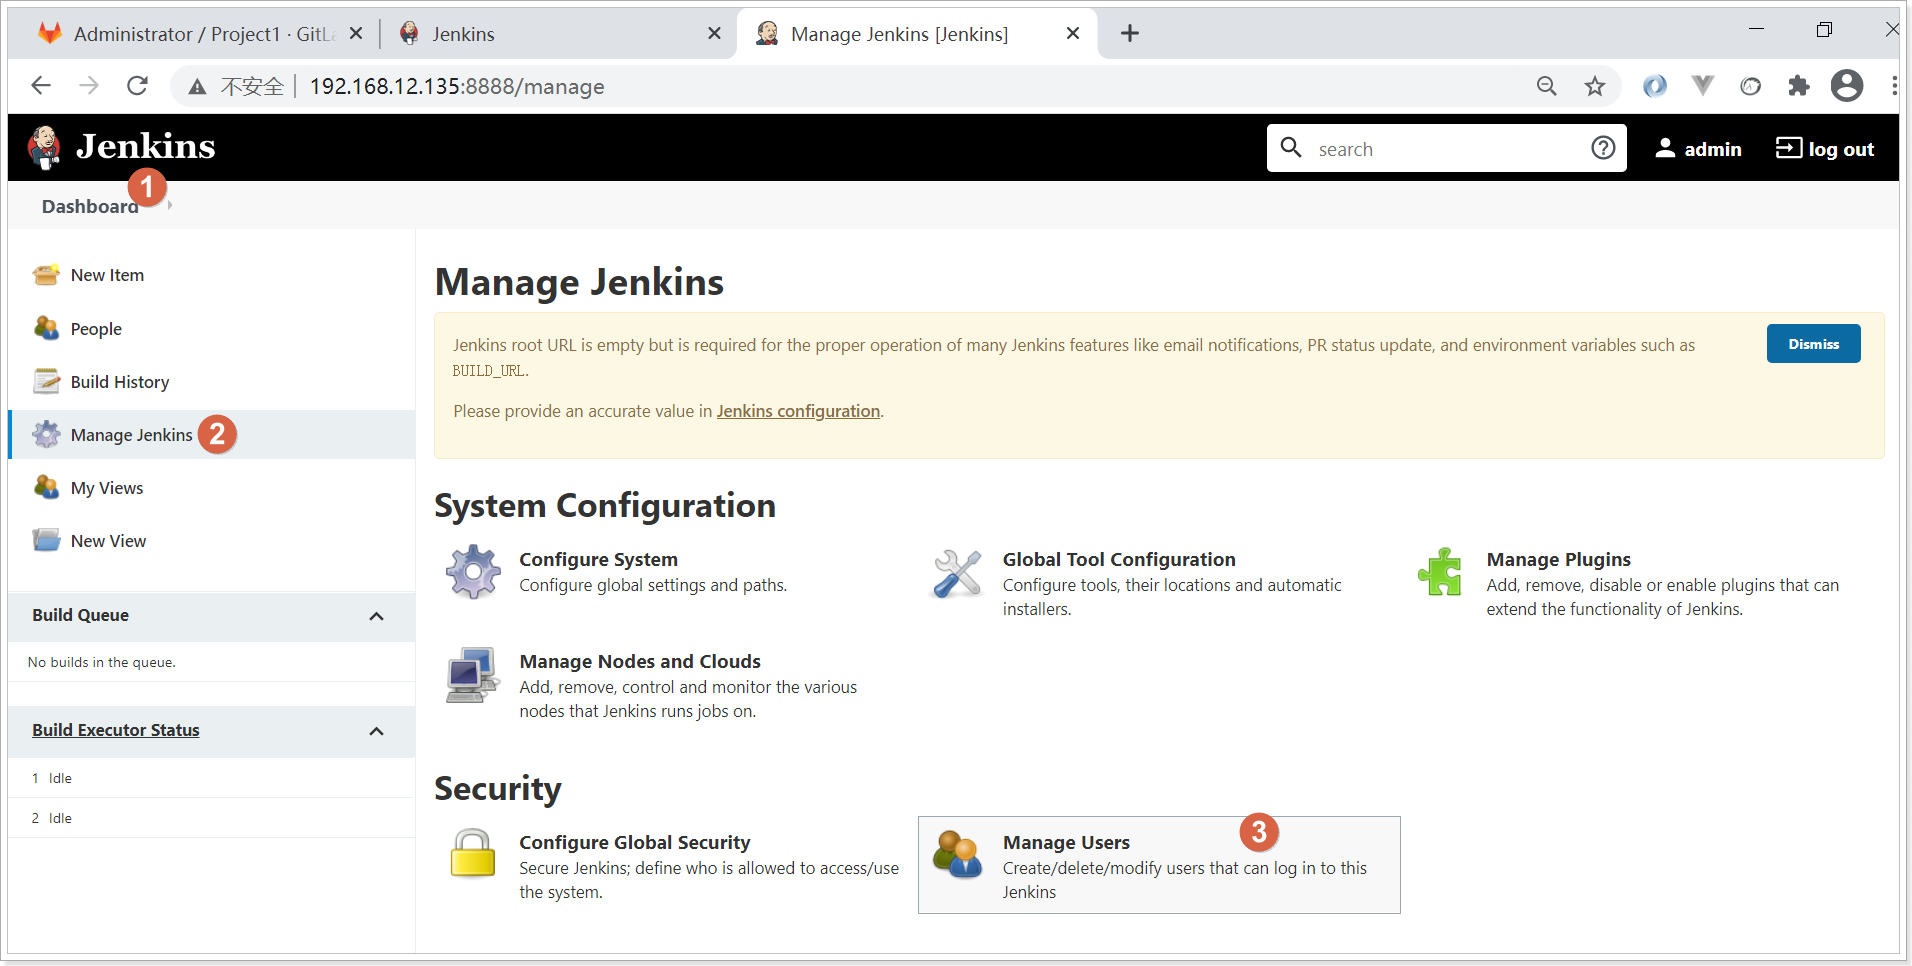 Administrator / Project1 · GitLa
Jenkins
Manage Jenkins [Jenkins]
不安全 192.168.12.135:8888/manage
Jenkins
search
admin
log out
1
Dashboard
New Item
People
Build History
Manage Jenkins 2
My Views
New View
Build Queue
No builds in the queue.
Build Executor Status
1 Idle
2 Idle
Manage Jenkins
Jenkins root URL is empty but is required for the proper operation of many Jenkins features like email notifications, PR status update, and environment variables such as
BUILD_URL.
Dismiss
Please provide an accurate value in Jenkins configuration.
System Configuration
Configure System
Configure global settings and paths.
Global Tool Configuration
Configure tools, their locations and automatic
installers.
Manage Plugins
Add, remove, disable or enable plugins that can
extend the functionality of Jenkins.
Manage Nodes and Clouds
Add, remove, control and monitor the various
nodes that Jenkins runs jobs on.
Security
Configure Global Security
Secure Jenkins; define who is allowed to access/use
the system.
Manage Users 3
Create/delete/modify users that can log in to this
Jenkins